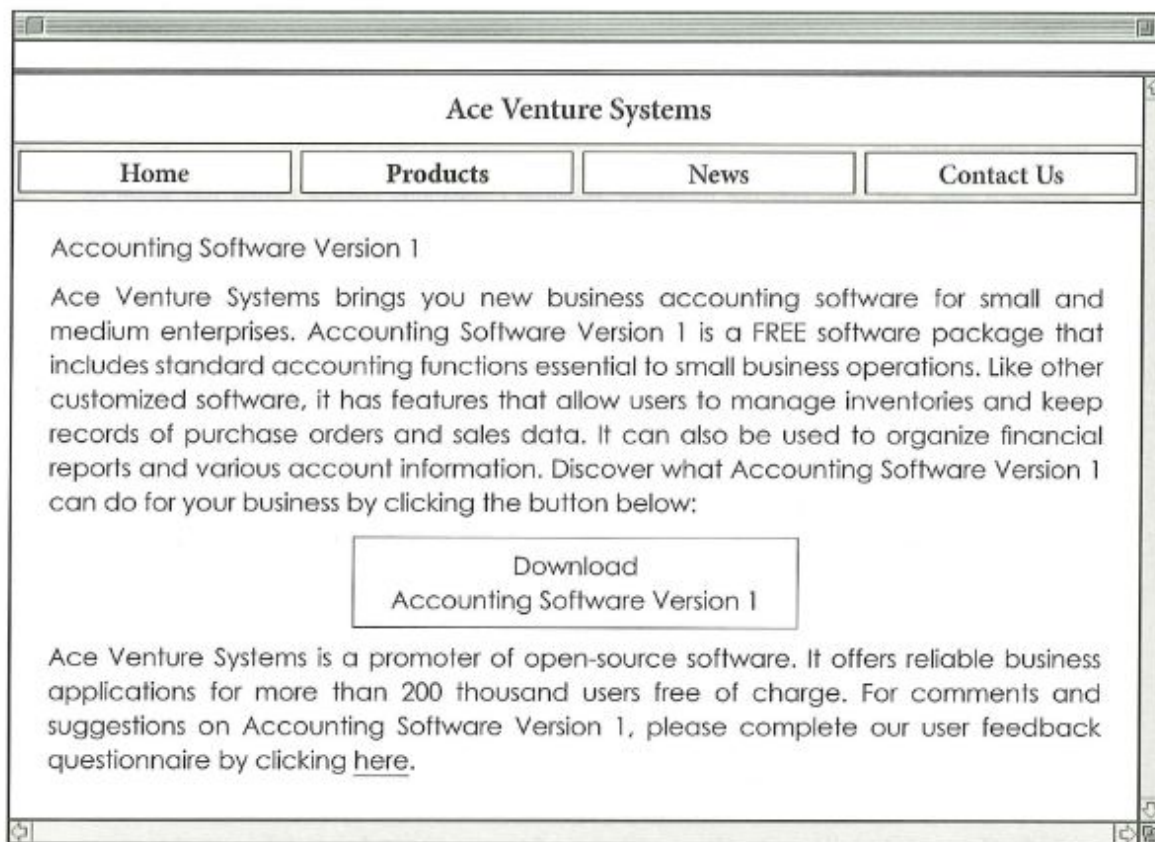 Ace Venture Systems
Home Products News Contact Us
Accounting Software Version 1
Ace Venture Systems brings you new business accounting software for small and
medium enterprises. Accounting Software Version 1 is a FREE software package that
includes standard accounting functions essential to small business operations. Like other
customized software, it has features that allow users to manage inventories and keep
records of purchase orders and sales data. It can also be used to organize financial
reports and various account information. Discover what Accounting Software Version 1
can do for your business by clicking the button below:
Download
Accounting Software Version 1
Ace Venture Systems is a promoter of open-source software. It offers reliable business
applications for more than 200 thousand users free of charge. For comments and
suggestions on Accounting Software Version 1, please complete our user feedback
questionnaire by clicking here.